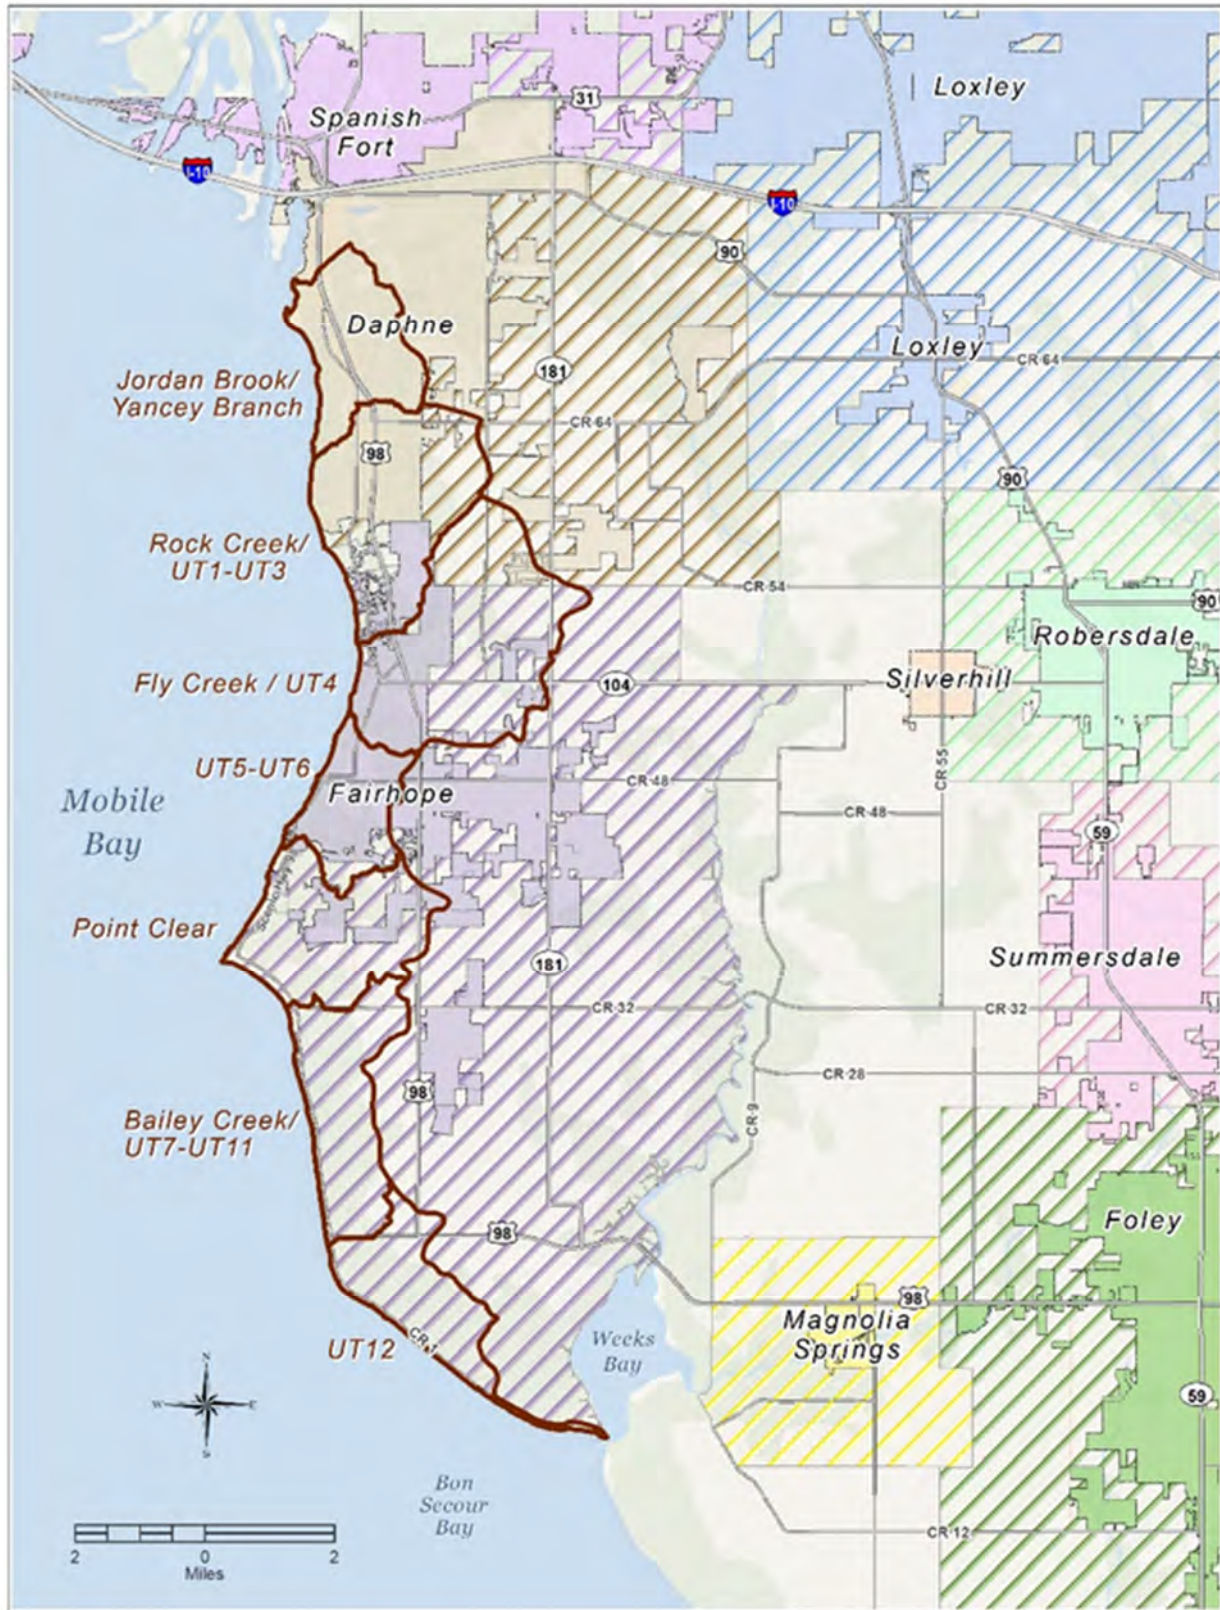 Loxley
31
Spanish
Fort
I-10
I-10
90
Daphne
Loxley
CR 64
181
Jordan Brook/
Yancey Branch
CR 64
98
90
Rock Creek/
UT1-UT3
CR 54
90
Robersdale
Fly Creek / UT4
104
Silverhill
UT5-UT6
CR 48
CR 55
Fairhope
Mobile
Bay
CR 48
59
Point Clear
181
Summersdale
CR 32
CR 32
CR 28
98
Bailey Creek/
UT7-UT11
CR 9
Foley
98
98
Magnolia
Springs
UT12
CR 1
Weeks
Bay
N
W
E
S
59
Bon
Secour
Bay
CR 12
2 0 2
Miles